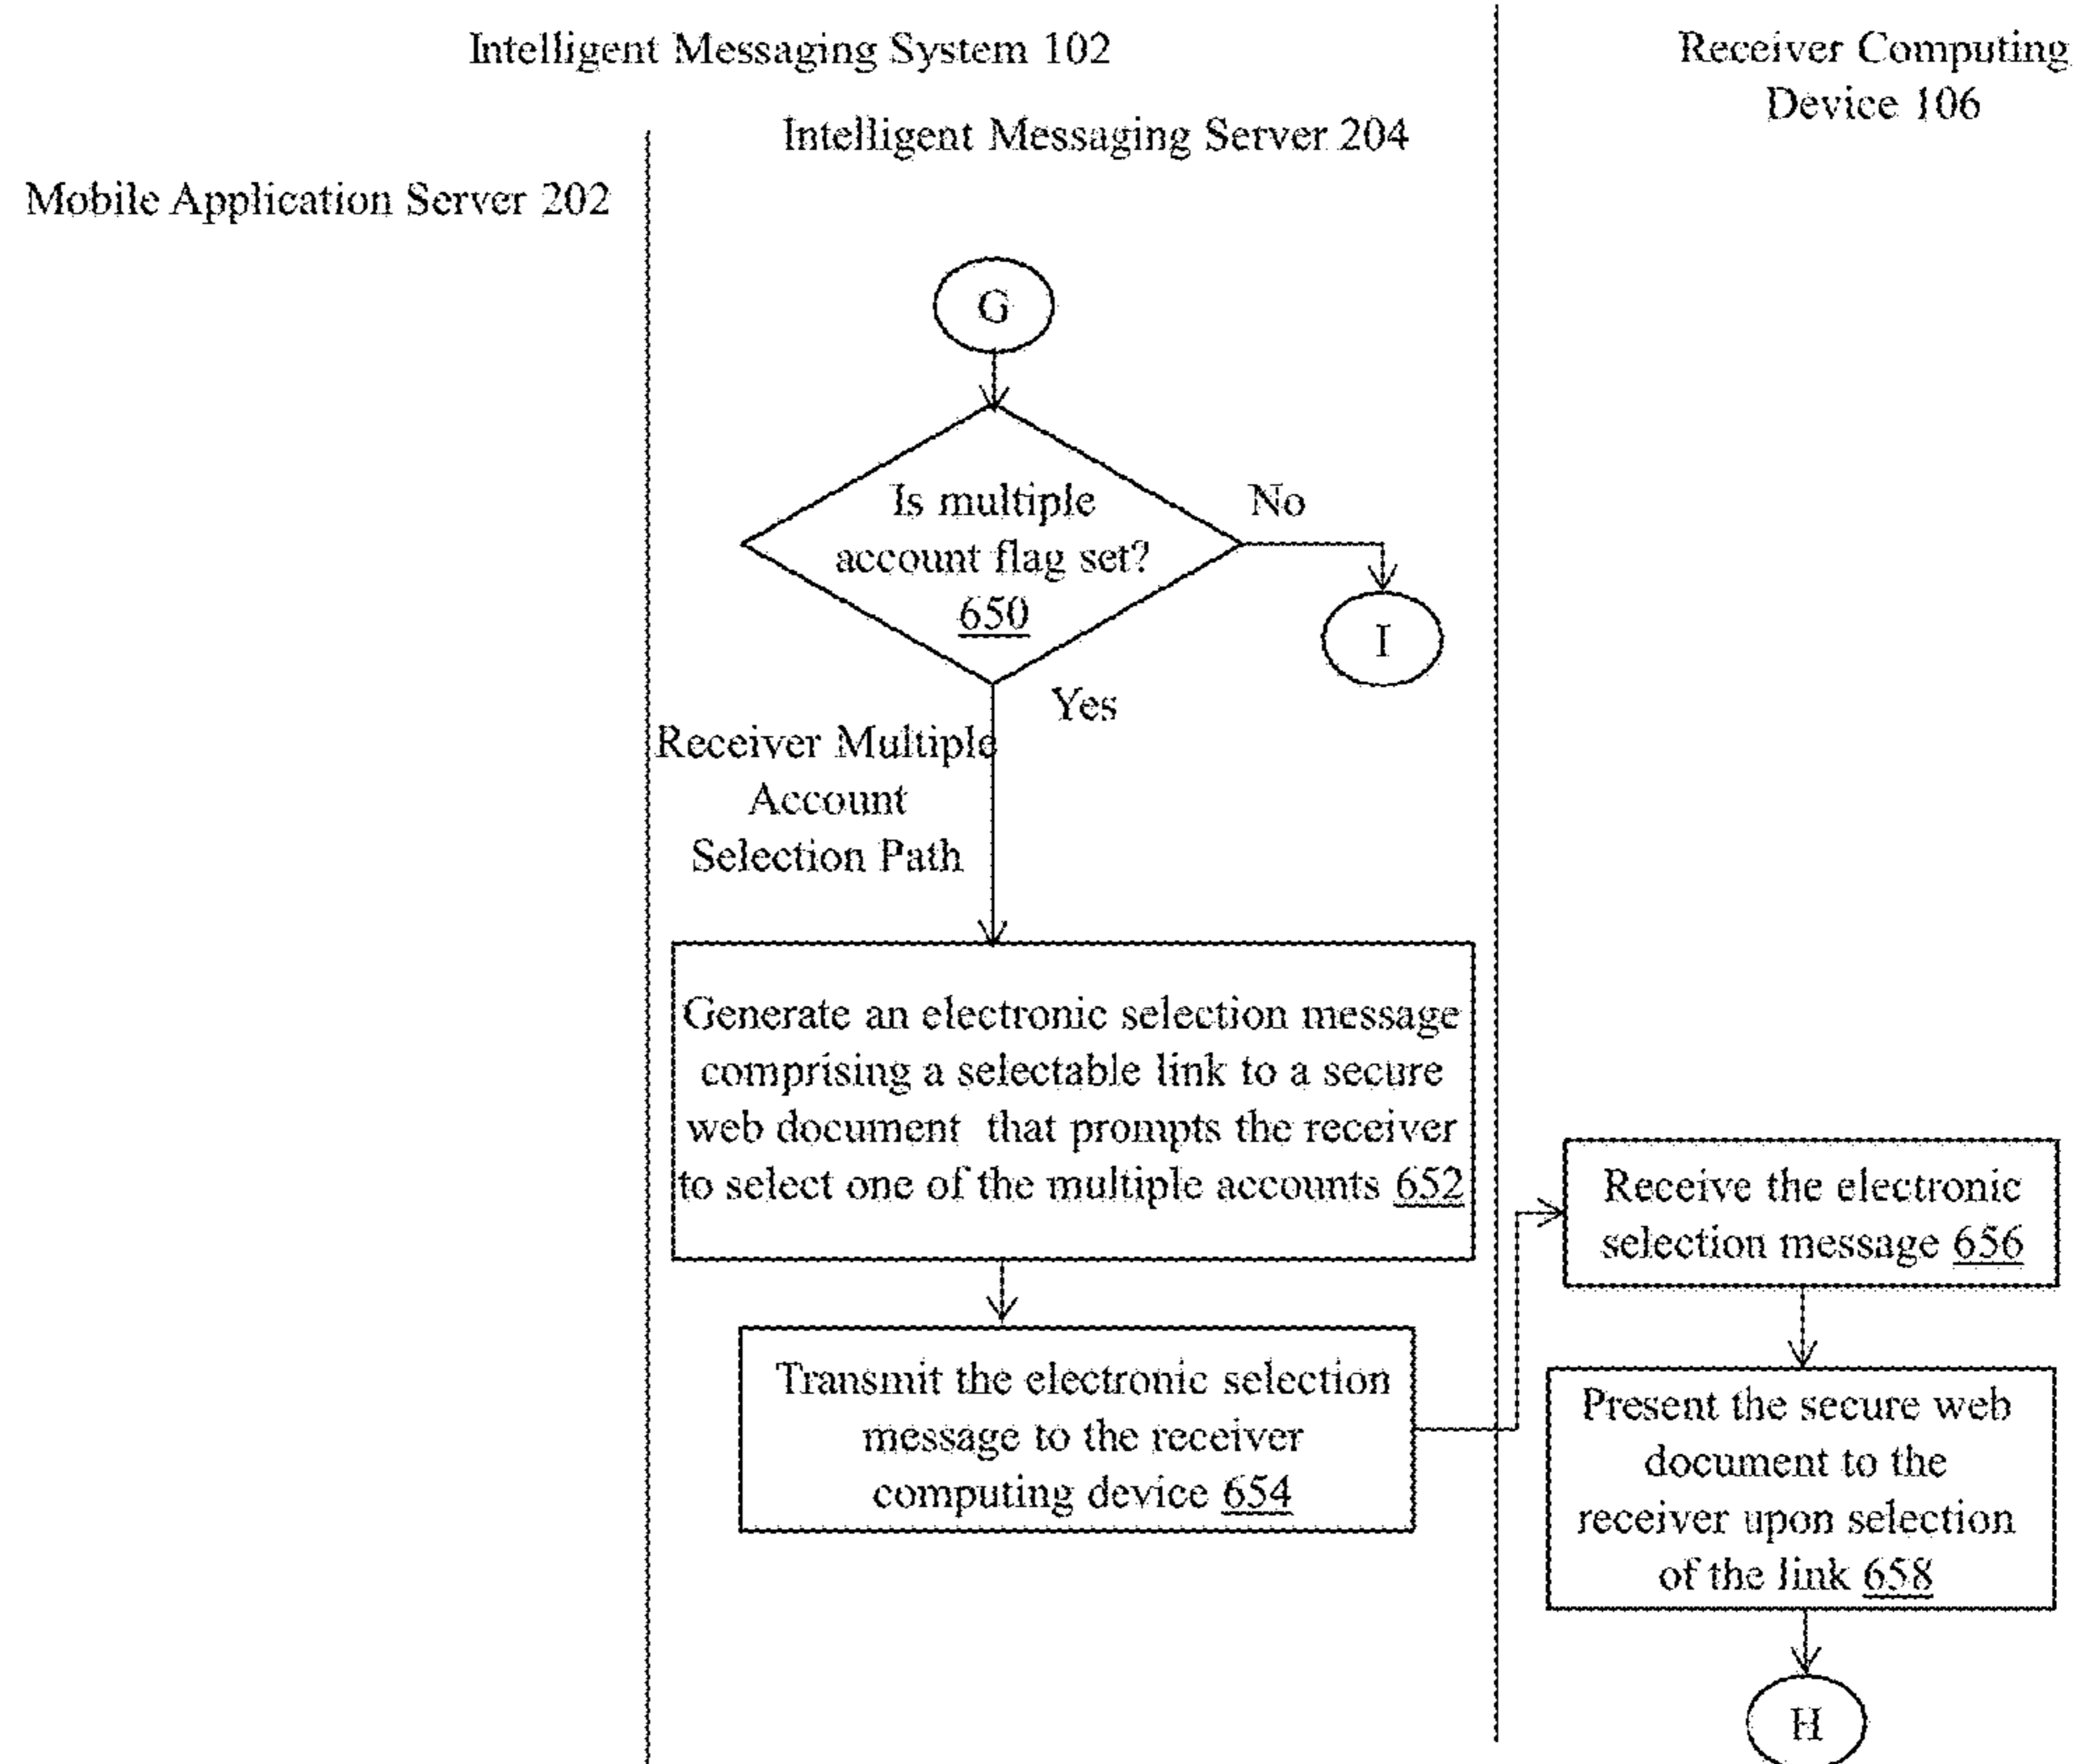 Intelligent Messaging System 102
Receiver Computing
Device 106
Intelligent Messaging Server 204
Mobile Application Server 202
G
Is multiple
account flag set?
650
No
I
Yes
Receiver Multiple
Account
Selection Path
Generate an electronic selection message
comprising a selectable link to a secure
web document that prompts the receiver
to select one of the multiple accounts 652
Transmit the electronic selection
message to the receiver
computing device 654
Receive the electronic
selection message 656
Present the secure web
document to the
receiver upon selection
of the link 658
H